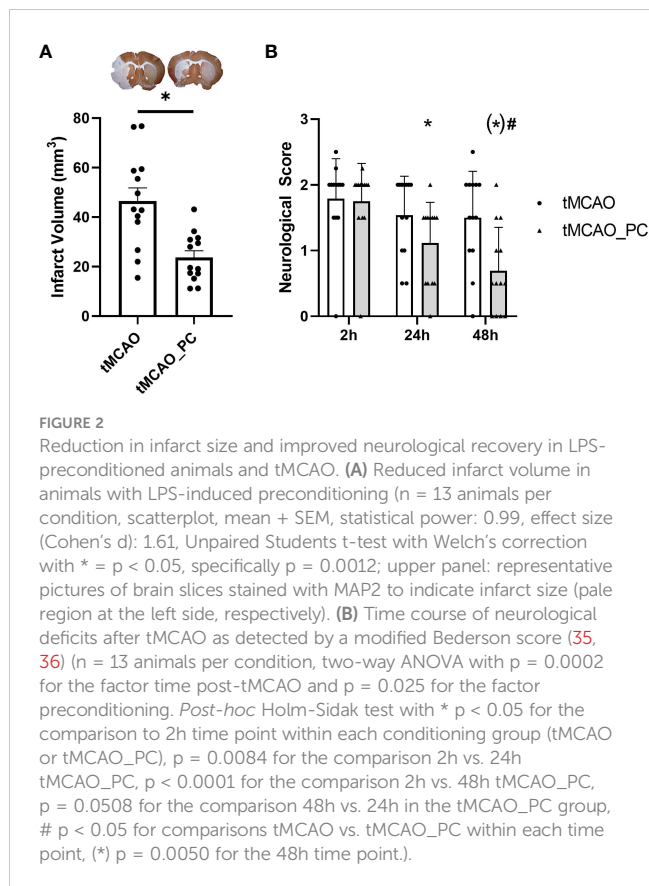 A
B
*
80
60
40
20
0
Infarct Volume (mm³)
tMCAO
tMCAO_PC
3
2
1
0
Neurological Score
*
(*)#
2h
24h
48h
tMCAO
tMCAO_PC
FIGURE 2
Reduction in infarct size and improved neurological recovery in LPS-
preconditioned animals and tMCAO. (A) Reduced infarct volume in
animals with LPS-induced preconditioning (n = 13 animals per
condition, scatterplot, mean + SEM, statistical power: 0.99, effect size
(Cohen's d): 1.61, Unpaired Students t-test with Welch's correction
with * = p < 0.05, specifically p = 0.0012; upper panel: representative
pictures of brain slices stained with MAP2 to indicate infarct size (pale
region at the left side, respectively). (B) Time course of neurological
deficits after tMCAO as detected by a modified Bederson score (35,
36) (n = 13 animals per condition, two-way ANOVA with p = 0.0002
for the factor time post-tMCAO and p = 0.025 for the factor
preconditioning. Post-hoc Holm-Sidak test with * p < 0.05 for the
comparison to 2h time point within each conditioning group (tMCAO
or tMCAO_PC), p = 0.0084 for the comparison 2h vs. 24h
tMCAO_PC, p < 0.0001 for the comparison 2h vs. 48h tMCAO_PC,
p = 0.0508 for the comparison 48h vs. 24h in the tMCAO_PC group,
# p < 0.05 for comparisons tMCAO vs. tMCAO_PC within each time
point, (*) p = 0.0050 for the 48h time point.).